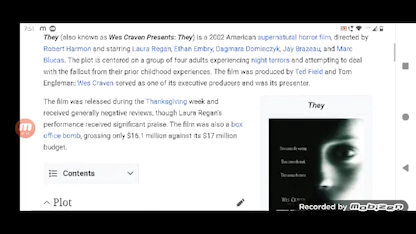 7:51
They (also known as Wes Craven Presents: They) is a 2002 American supernatural horror film, directed by
Robert Harmon and starring Laura Regan, Ethan Embry, Dagmara Dominczyk, Jay Brazeau, and Marc
Blucas. The plot is centered on a group of four adults experiencing night terrors and attempting to deal
with the fallout from their prior childhood experiences. The film was produced by Ted Field and Tom
Engleman; Wes Craven served as one of its executive producers and was its presenter.
The film was released during the Thanksgiving week and
received generally negative reviews, though Laura Regan's
performance received significant praise. The film was also a box
office bomb, grossing only $16.1 million against its $17 million
budget.
They
Contents
Plot
WES CRAVEN
Recorded by Mobizen